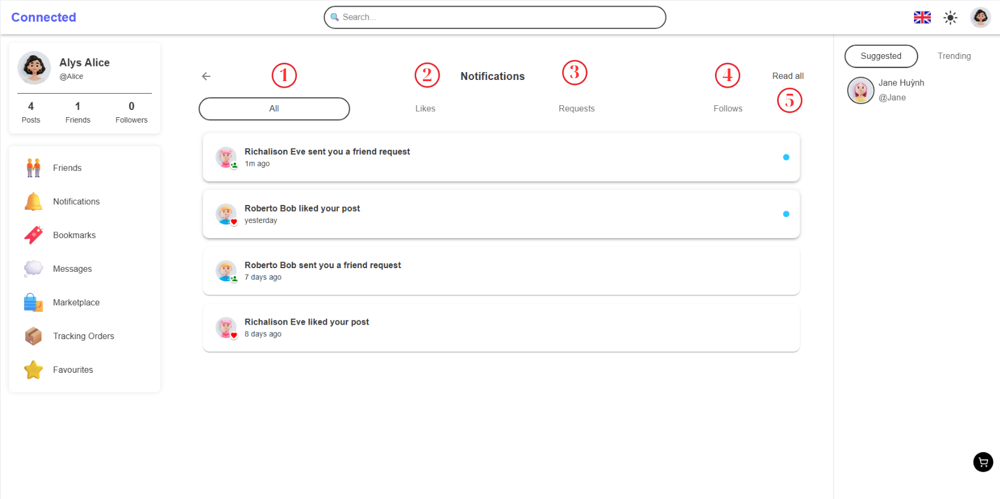 Connected
Search...
Alys Alice
@Alice
4 1 0
Posts Friends Followers
Friends
Notifications
Bookmarks
Messages
Marketplace
Tracking Orders
Favourites
1 2 Notifications 3 4 Read all
5
All Likes Requests Follows
Richalison Eve sent you a friend request
1m ago
Roberto Bob liked your post
yesterday
Roberto Bob sent you a friend request
7 days ago
Richalison Eve liked your post
8 days ago
Suggested Trending
Jane Huỳnh
@Jane